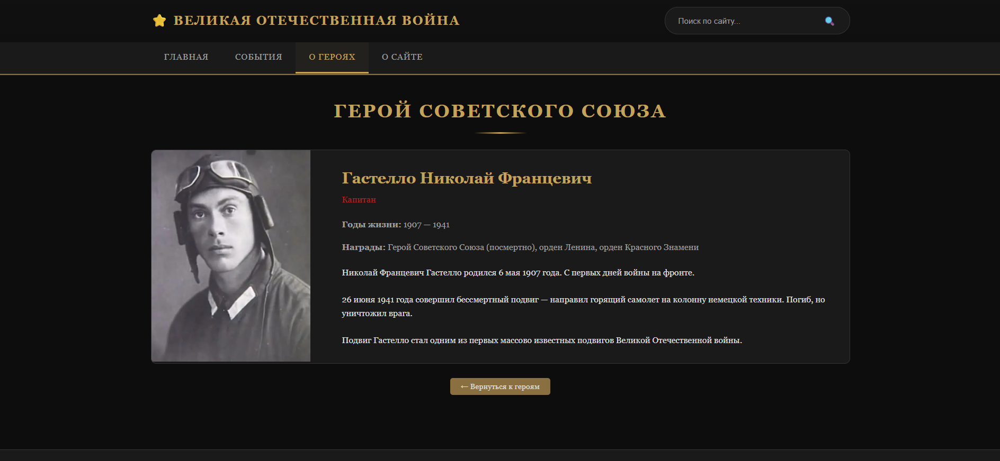 ВЕЛИКАЯ ОТЕЧЕСТВЕННАЯ ВОЙНА
Поиск по сайту...
ГЛАВНАЯ СОБЫТИЯ О ГЕРОЯХ О САЙТЕ
ГЕРОЙ СОВЕТСКОГО СОЮЗА
Гастелло Николай Францевич
Капитан
Годы жизни: 1907 — 1941
Награды: Герой Советского Союза (посмертно), орден Ленина, орден Красного Знамени
Николай Францевич Гастелло родился 6 мая 1907 года. С первых дней войны на фронте.
26 июня 1941 года совершил бессмертный подвиг — направил горящий самолет на колонну немецкой техники. Погиб, но
уничтожил врага.
Подвиг Гастелло стал одним из первых массово известных подвигов Великой Отечественной войны.
← Вернуться к героям